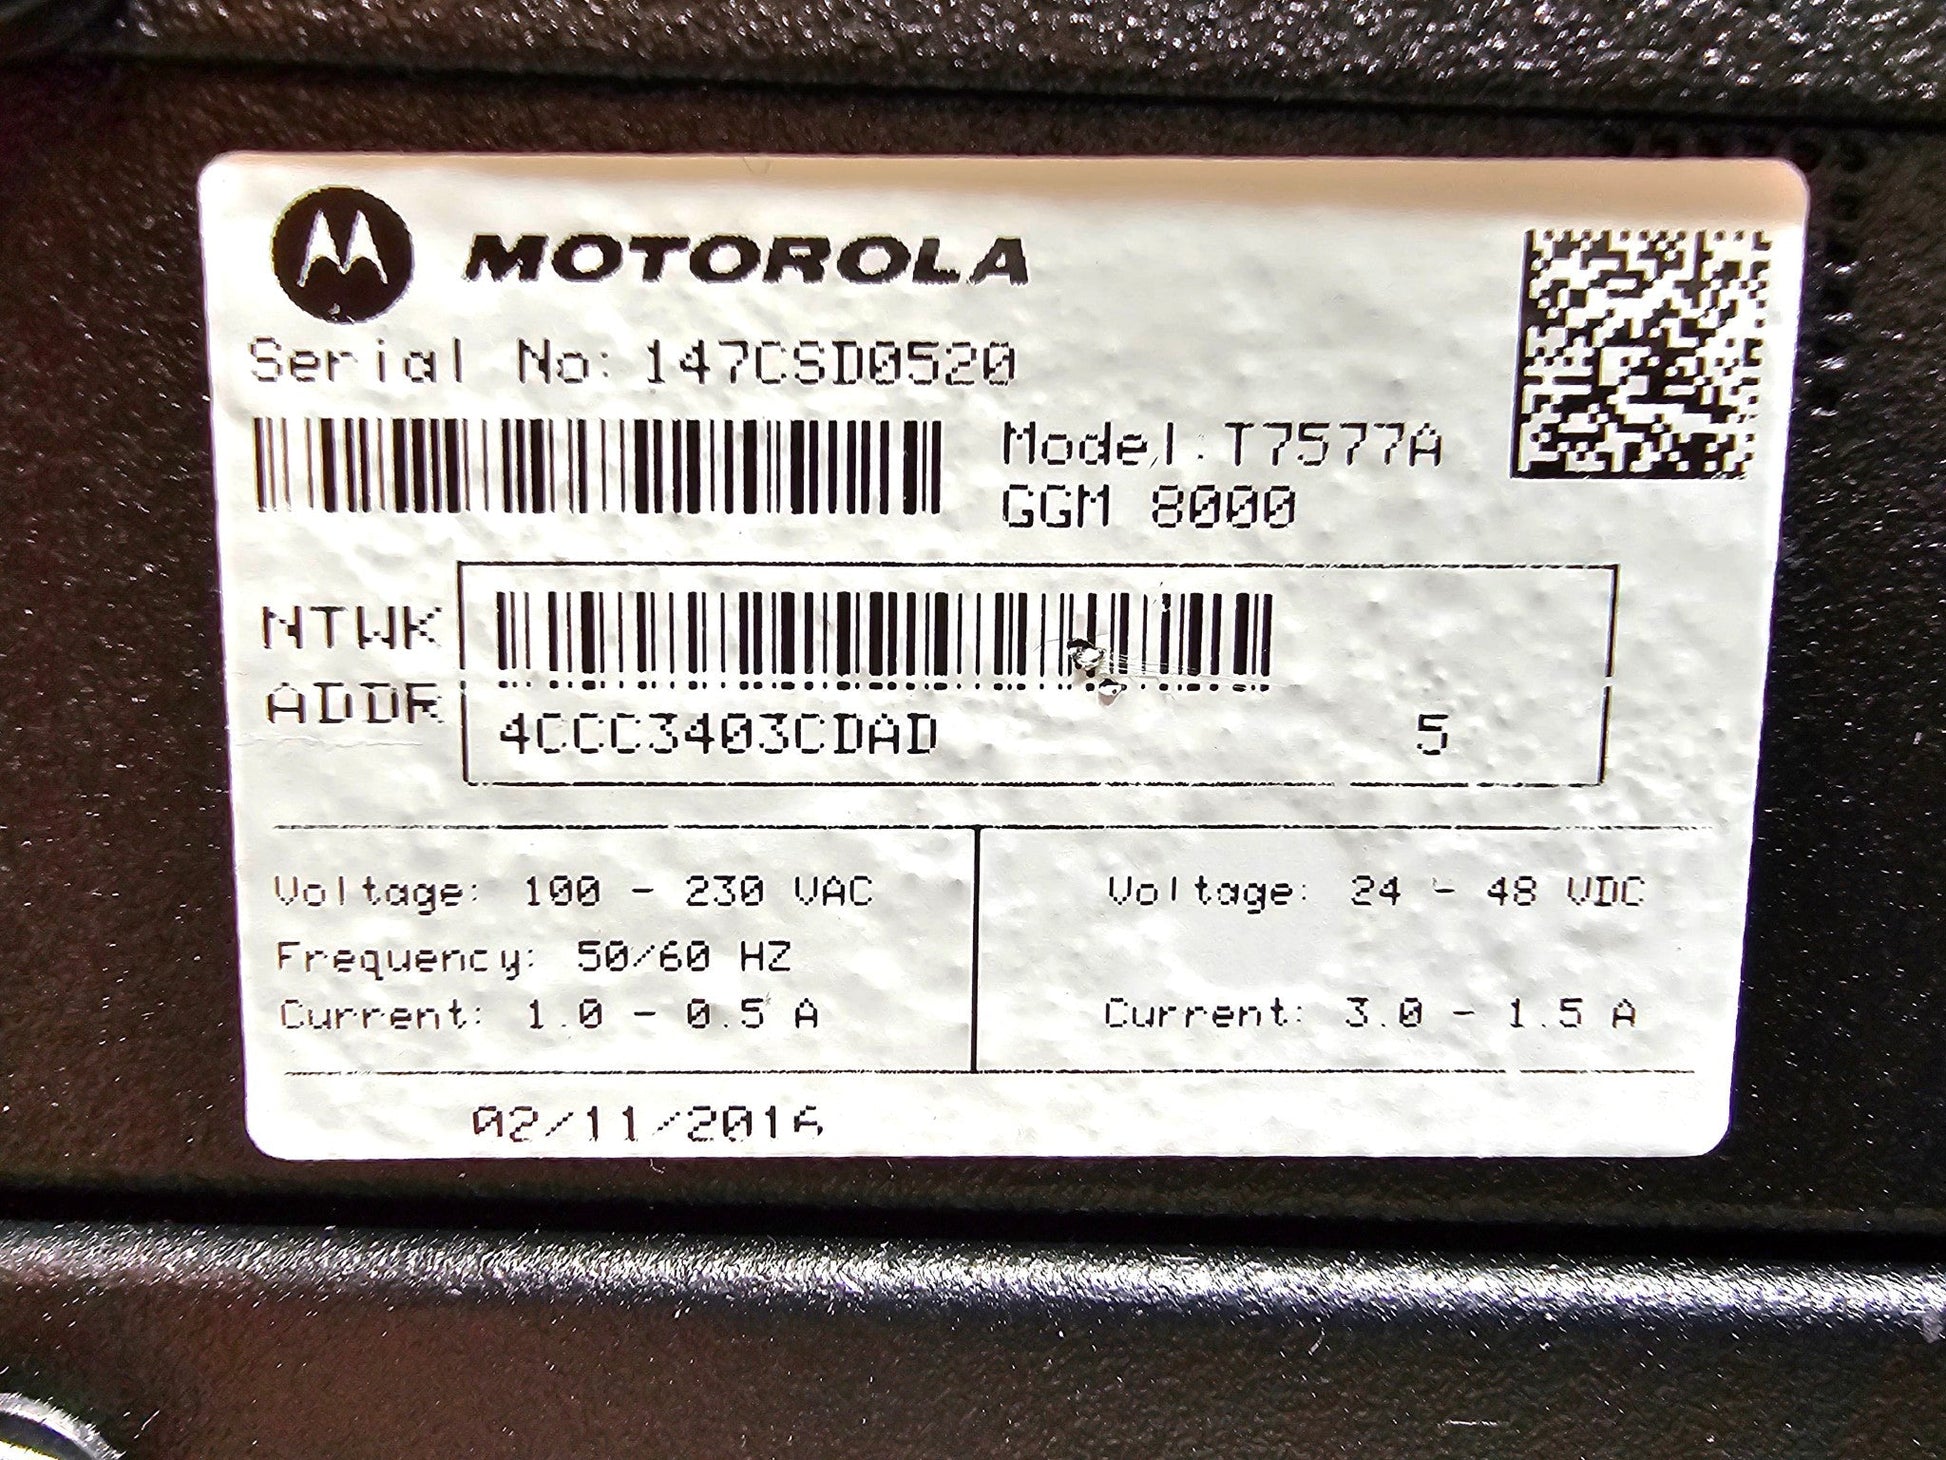 MOTOROLA
Serial No: 147CSD0520
Model: T7577A
GGM 8000
NTWK
ADDR
4CCC3403CDAD 5
Voltage: 100 - 230 VAC
Frequency: 50/60 HZ
Current: 1.0 - 0.5 A
Voltage: 24 - 48 VDC
Current: 3.0 - 1.5 A
02/11/2016